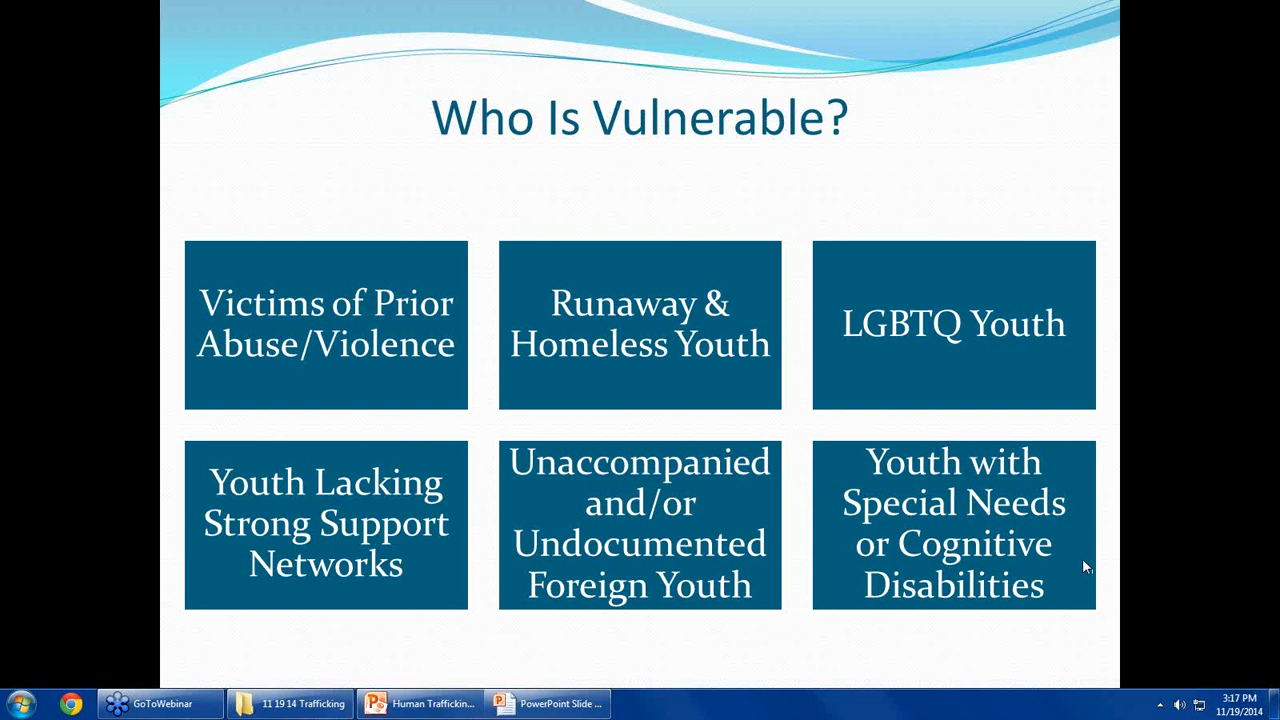 Who Is Vulnerable?
Victims of Prior
Abuse/Violence
Runaway &
Homeless Youth
LGBTQ Youth
Youth Lacking
Strong Support
Networks
Unaccompanied
and/or
Undocumented
Foreign Youth
Youth with
Special Needs
or Cognitive
Disabilities
GoToWebinar
11 19 14 Trafficking
Human Traffickin...
PowerPoint Slide ...
3:17 PM
11/19/2014